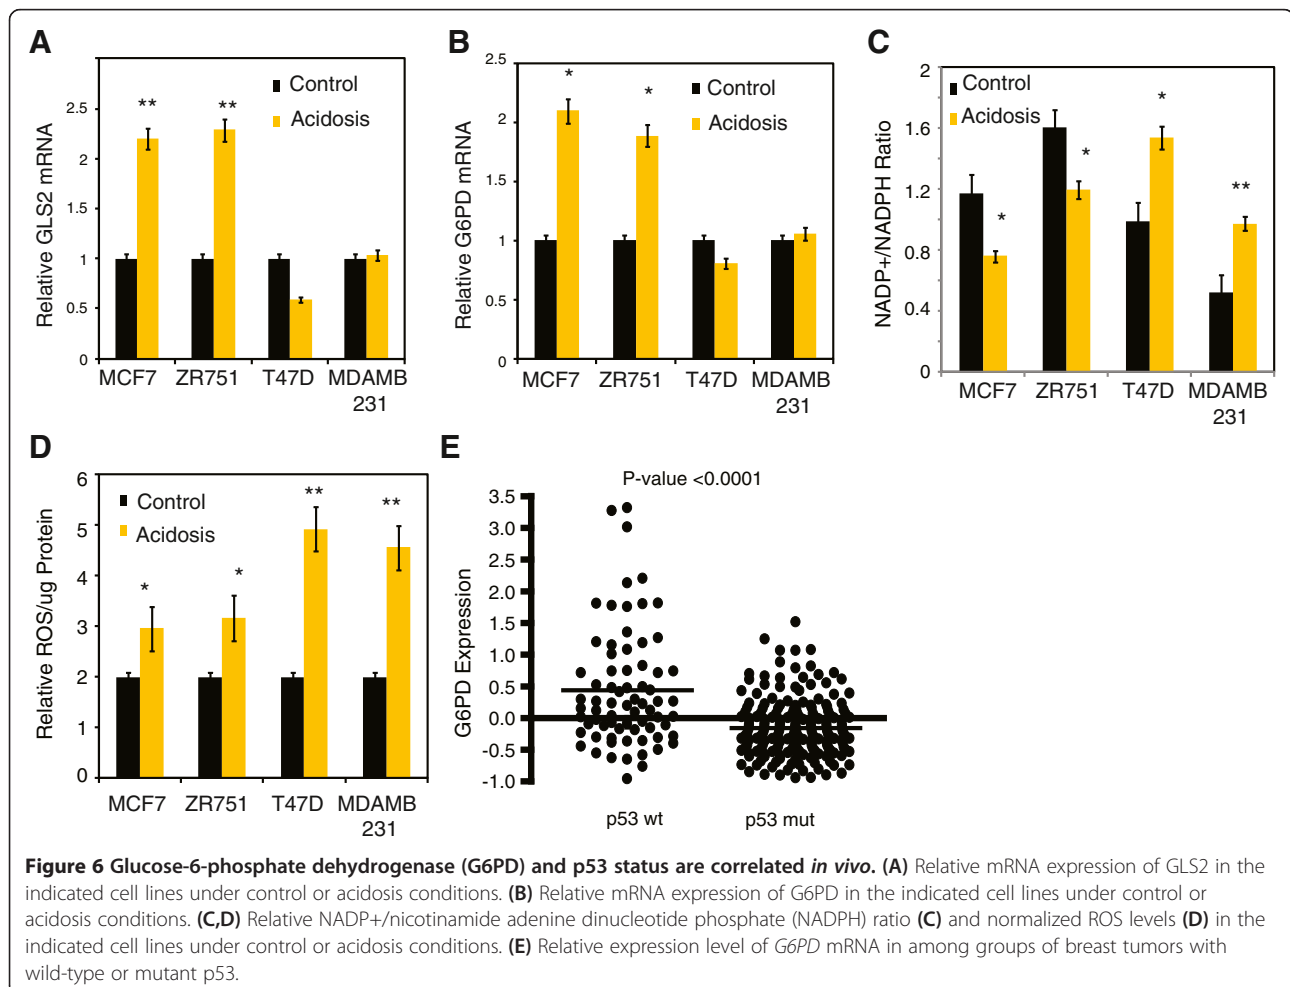 A
Relative GLS2 mRNA
2.5
2
1.5
1
0.5
0
Control
Acidosis
**
**
MCF7
ZR751
T47D
MDAMB
231
B
Relative G6PD mRNA
2.5
2
1.5
1
0.5
0
Control
Acidosis
*
*
MCF7
ZR751
T47D
MDAMB
231
C
NADP+/NADPH Ratio
2
1.6
1.2
0.8
0.4
0
Control
Acidosis
*
*
*
**
MCF7
ZR751
T47D
MDAMB
231
D
Relative ROS/ug Protein
6
5
4
3
2
1
0
Control
Acidosis
*
*
**
**
MCF7
ZR751
T47D
MDAMB
231
E
P-value <0.0001
G6PD Expression
3.5
3.0
2.5
2.0
1.5
1.0
0.5
0.0
-0.5
-1.0
p53 wt
p53 mut
Figure 6 Glucose-6-phosphate dehydrogenase (G6PD) and p53 status are correlated in vivo. (A) Relative mRNA expression of GLS2 in the
indicated cell lines under control or acidosis conditions. (B) Relative mRNA expression of G6PD in the indicated cell lines under control or
acidosis conditions. (C,D) Relative NADP+/nicotinamide adenine dinucleotide phosphate (NADPH) ratio (C) and normalized ROS levels (D) in the
indicated cell lines under control or acidosis conditions. (E) Relative expression level of G6PD mRNA in among groups of breast tumors with
wild-type or mutant p53.